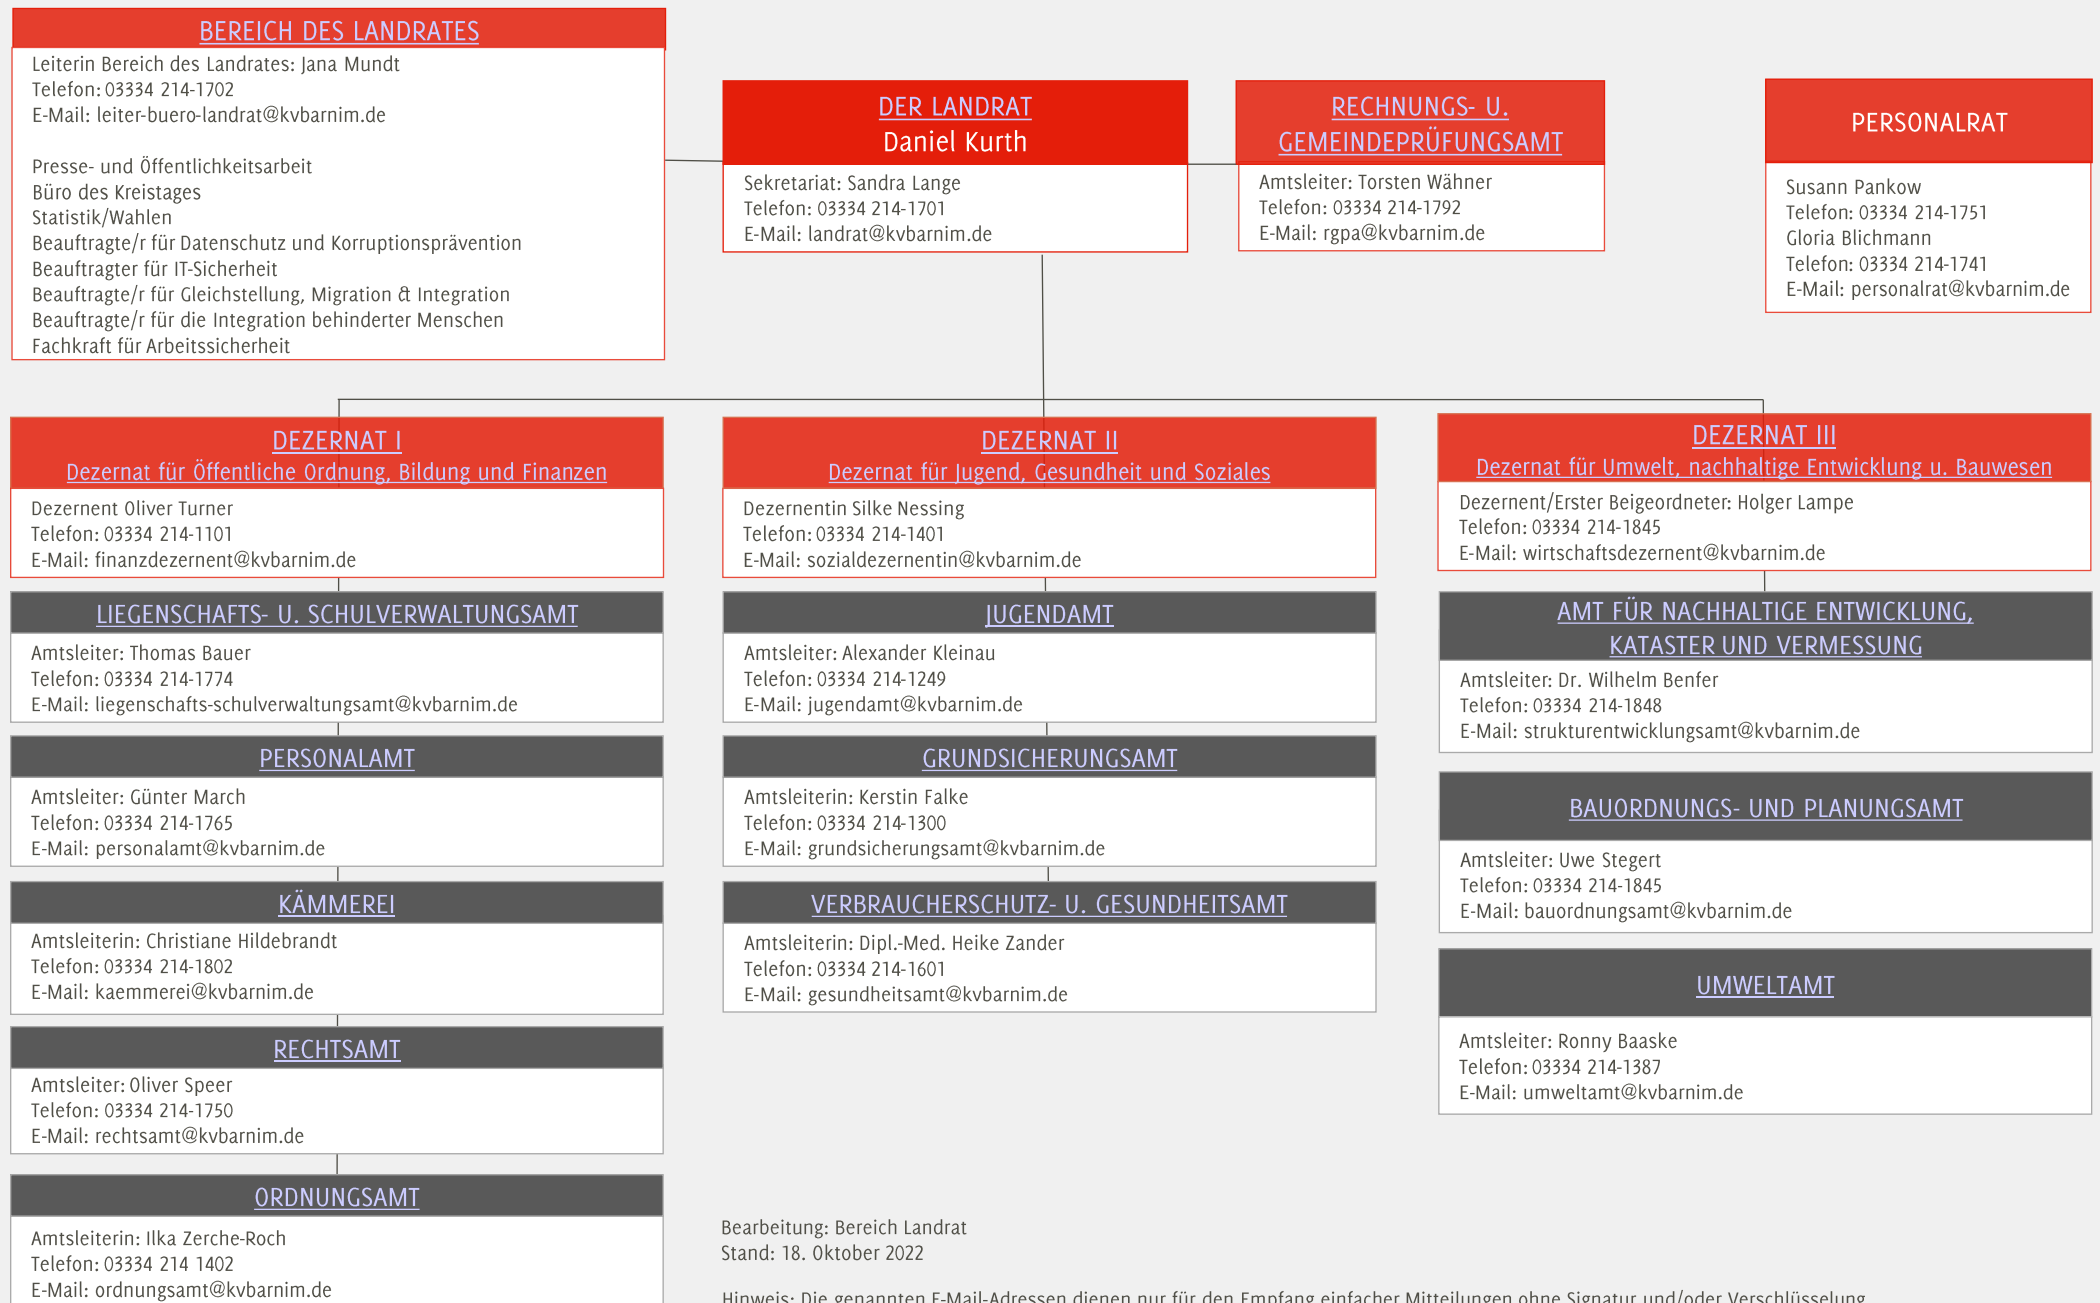 BEREICH DES LANDRATES
Leiterin Bereich des Landrates: Jana Mundt
Telefon: 03334 214-1702
E-Mail: leiter-buero-landrat@kvbarnim.de
Presse- und Öffentlichkeitsarbeit
Büro des Kreistages
Statistik/Wahlen
Beauftragte/r für Datenschutz und Korruptionsprävention
Beauftragter für IT-Sicherheit
Beauftragte/r für Gleichstellung, Migration & Integration
Beauftragte/r für die Integration behinderter Menschen
Fachkraft für Arbeitssicherheit
DER LANDRAT
Daniel Kurth
Sekretariat: Sandra Lange
Telefon: 03334 214-1701
E-Mail: landrat@kvbarnim.de
RECHNUNGS- U.
GEMEINDEPRÜFUNGSAMT
Amtsleiter: Torsten Wähner
Telefon: 03334 214-1792
E-Mail: rgpa@kvbarnim.de
PERSONALRAT
Susann Pankow
Telefon: 03334 214-1751
Gloria Blichmann
Telefon: 03334 214-1741
E-Mail: personalrat@kvbarnim.de
DEZERNAT I
Dezernat für Öffentliche Ordnung, Bildung und Finanzen
Dezernent Oliver Turner
Telefon: 03334 214-1101
E-Mail: finanzdezernent@kvbarnim.de
LIEGENSCHAFTS- U. SCHULVERWALTUNGSAMT
Amtsleiter: Thomas Bauer
Telefon: 03334 214-1774
E-Mail: liegenschafts-schulverwaltungsamt@kvbarnim.de
PERSONALAMT
Amtsleiter: Günter March
Telefon: 03334 214-1765
E-Mail: personalamt@kvbarnim.de
KÄMMEREI
Amtsleiterin: Christiane Hildebrandt
Telefon: 03334 214-1802
E-Mail: kaemmerei@kvbarnim.de
RECHTSAMT
Amtsleiter: Oliver Speer
Telefon: 03334 214-1750
E-Mail: rechtsamt@kvbarnim.de
ORDNUNGSAMT
Amtsleiterin: Ilka Zerche-Roch
Telefon: 03334 214 1402
E-Mail: ordnungsamt@kvbarnim.de
DEZERNAT II
Dezernat für Jugend, Gesundheit und Soziales
Dezernentin Silke Nessing
Telefon: 03334 214-1401
E-Mail: sozialdezernentin@kvbarnim.de
JUGENDAMT
Amtsleiter: Alexander Kleinau
Telefon: 03334 214-1249
E-Mail: jugendamt@kvbarnim.de
GRUNDSICHERUNGSAMT
Amtsleiterin: Kerstin Falke
Telefon: 03334 214-1300
E-Mail: grundsicherungsamt@kvbarnim.de
VERBRAUCHERSCHUTZ- U. GESUNDHEITSAMT
Amtsleiterin: Dipl.-Med. Heike Zander
Telefon: 03334 214-1601
E-Mail: gesundheitsamt@kvbarnim.de
DEZERNAT III
Dezernat für Umwelt, nachhaltige Entwicklung u. Bauwesen
Dezernent/Erster Beigeordneter: Holger Lampe
Telefon: 03334 214-1845
E-Mail: wirtschaftsdezernent@kvbarnim.de
AMT FÜR NACHHALTIGE ENTWICKLUNG,
KATASTER UND VERMESSUNG
Amtsleiter: Dr. Wilhelm Benfer
Telefon: 03334 214-1848
E-Mail: strukturentwicklungsamt@kvbarnim.de
BAUORDNUNGS- UND PLANUNGSAMT
Amtsleiter: Uwe Stegert
Telefon: 03334 214-1845
E-Mail: bauordnungsamt@kvbarnim.de
UMWELTAMT
Amtsleiter: Ronny Baaske
Telefon: 03334 214-1387
E-Mail: umweltamt@kvbarnim.de
Bearbeitung: Bereich Landrat
Stand: 18. Oktober 2022
Hinweis: Die genannten E-Mail-Adressen dienen nur für den Empfang einfacher Mitteilungen ohne Signatur und/oder Verschlüsselung